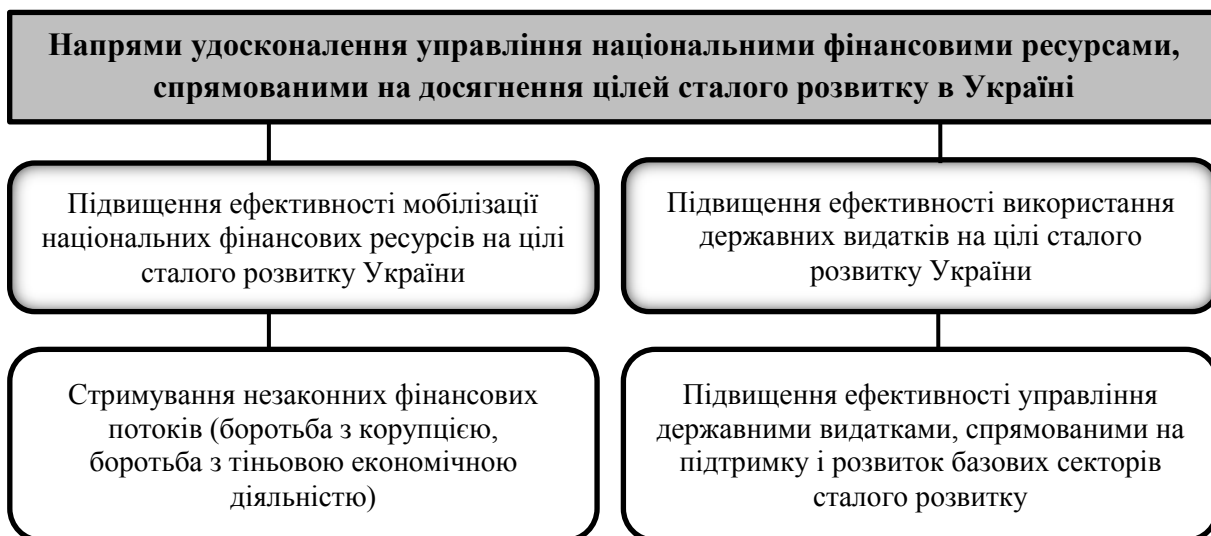 Напрями удосконалення управління національними фінансовими ресурсами,
спрямованими на досягнення цілей сталого розвитку в Україні
Підвищення ефективності мобілізації
національних фінансових ресурсів на цілі
сталого розвитку України
Підвищення ефективності використання
державних видатків на цілі сталого
розвитку України
Стримування незаконних фінансових
потоків (боротьба з корупцією,
боротьба з тіньовою економічною
діяльністю)
Підвищення ефективності управління
державними видатками, спрямованими на
підтримку і розвиток базових секторів
сталого розвитку